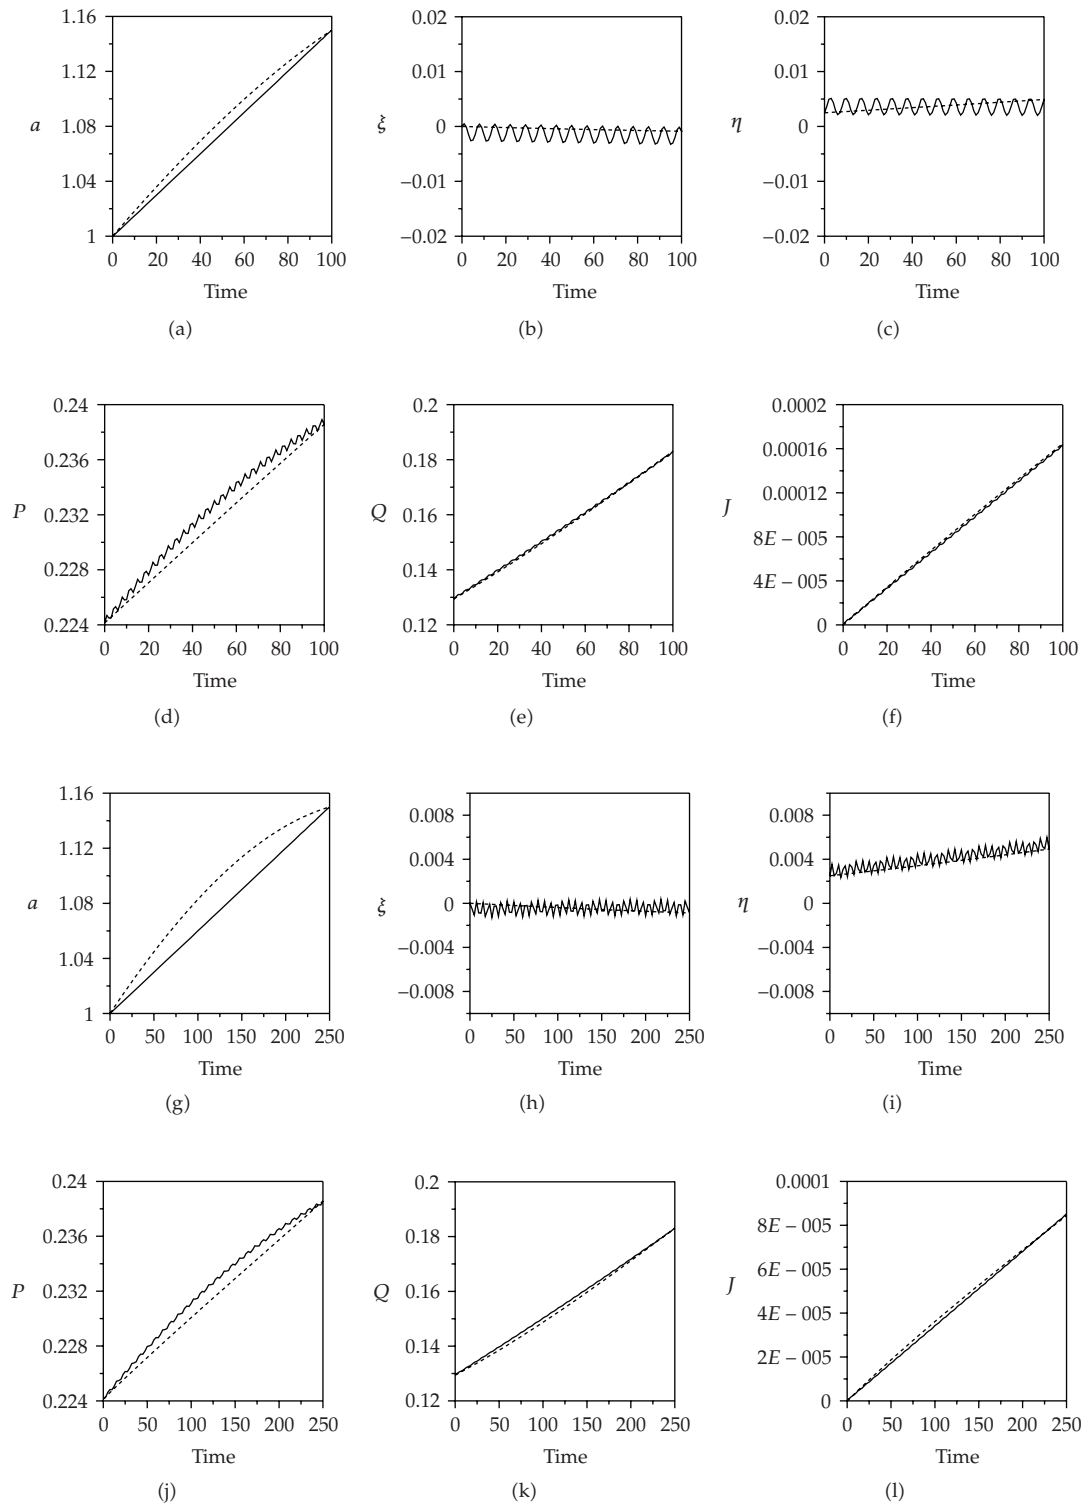 1.16 0.02 0.02
1.12 0.01 0.01
a 1.08 ξ 0 η 0
1.04 −0.01 −0.01
1 −0.02 −0.02
0 20 40 60 80 100 0 20 40 60 80 100 0 20 40 60 80 100
Time Time Time
(a) (b) (c)
0.24 0.2 0.0002
0.236 0.18 0.00016
P 0.232 Q 0.16 J 0.00012
8E − 005
0.228 0.14 4E − 005
0.224 0.12 0
0 20 40 60 80 100 0 20 40 60 80 100 0 20 40 60 80 100
Time Time Time
(d) (e) (f)
1.16 0.008 0.008
1.12 0.004 0.004
a 1.08 ξ 0 η 0
1.04 −0.004 −0.004
1 −0.008 −0.008
0 50 100 150 200 250 0 50 100 150 200 250 0 50 100 150 200 250
Time Time Time
(g) (h) (i)
0.24 0.2 0.0001
0.236 0.18 8E − 005
P 0.232 Q 0.16 J 6E − 005
4E − 005
0.228 0.14 2E − 005
0.224 0.12 0
0 50 100 150 200 250 0 50 100 150 200 250 0 50 100 150 200 250
Time Time Time
(j) (k) (l)